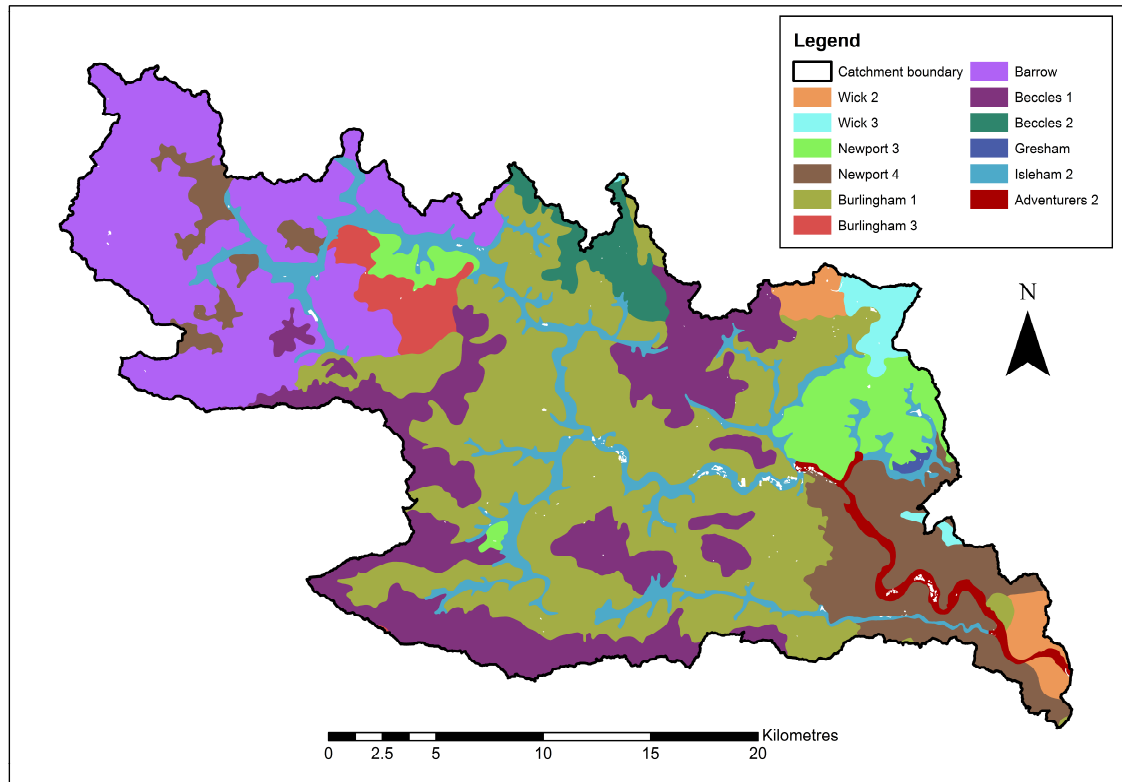 Legend
Catchment boundary
Wick 2
Wick 3
Newport 3
Newport 4
Burlingham 1
Burlingham 3
Barrow
Beccles 1
Beccles 2
Gresham
Isleham 2
Adventurers 2
N
Kilometres
0 2.5 5 10 15 20